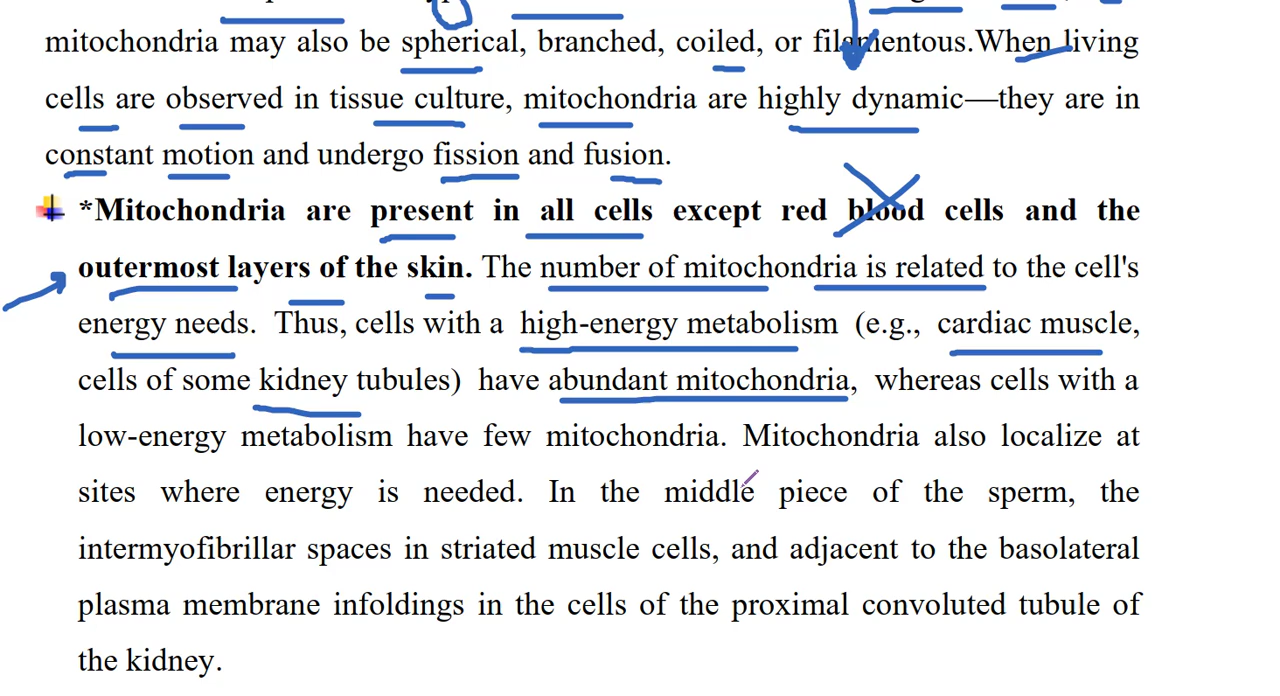 mitochondria may also be spherical, branched, coiled, or filamentous.When living
cells are observed in tissue culture, mitochondria are highly dynamic—they are in
constant motion and undergo fission and fusion.
*Mitochondria are present in all cells except red blood cells and the
outermost layers of the skin. The number of mitochondria is related to the cell's
energy needs. Thus, cells with a high-energy metabolism (e.g., cardiac muscle,
cells of some kidney tubules) have abundant mitochondria, whereas cells with a
low-energy metabolism have few mitochondria. Mitochondria also localize at
sites where energy is needed. In the middle piece of the sperm, the
intermyofibrillar spaces in striated muscle cells, and adjacent to the basolateral
plasma membrane infoldings in the cells of the proximal convoluted tubule of
the kidney.